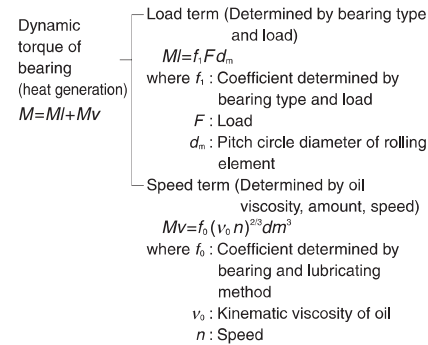 Dynamic
torque of
bearing
(heat generation)
M=Ml+Mv
Load term (Determined by bearing type
and load)
Ml=f₁Fdₘ
where f₁ : Coefficient determined by
bearing type and load
F : Load
dₘ : Pitch circle diameter of rolling
element
Speed term (Determined by oil
viscosity, amount, speed)
Mv=f₀(ν₀n)²ᐟ³dm³
where f₀ : Coefficient determined by
bearing and lubricating
method
ν₀ : Kinematic viscosity of oil
n : Speed